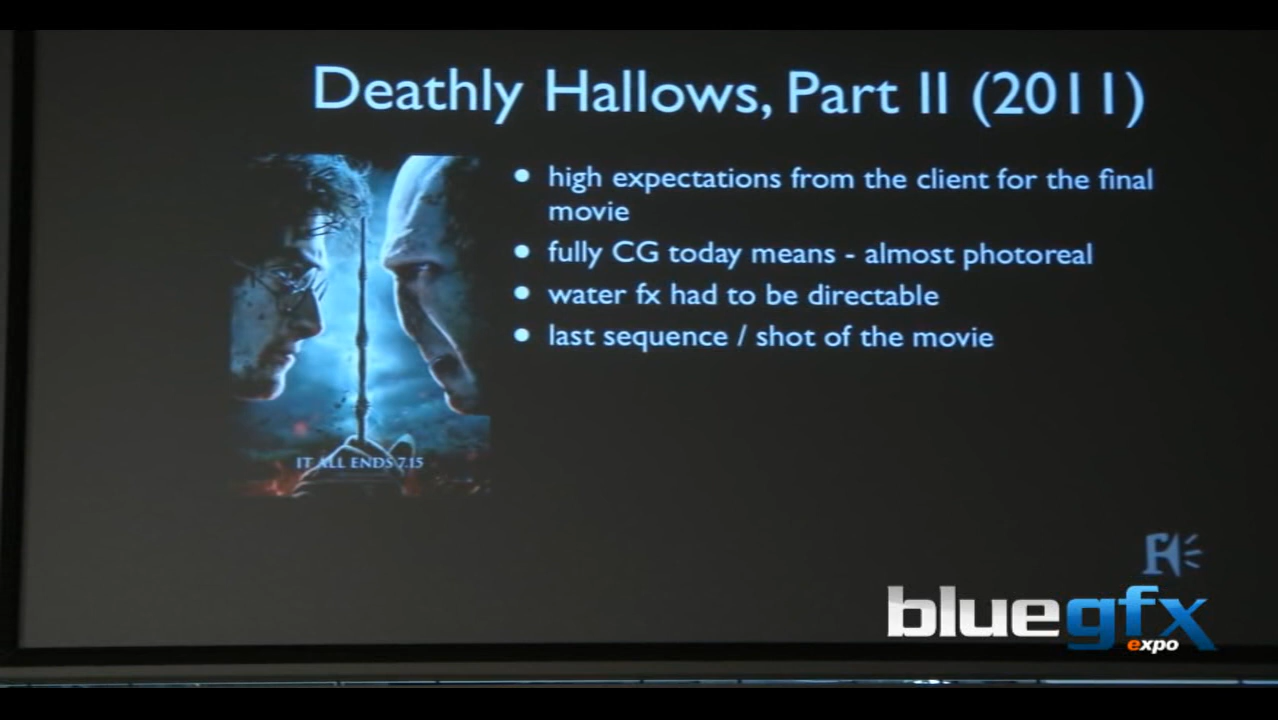 Deathly Hallows, Part II (2011)
• high expectations from the client for the final
movie
• fully CG today means - almost photoreal
• water fx had to be directable
• last sequence / shot of the movie
IT ALL ENDS 7.15
bluegfx
expo